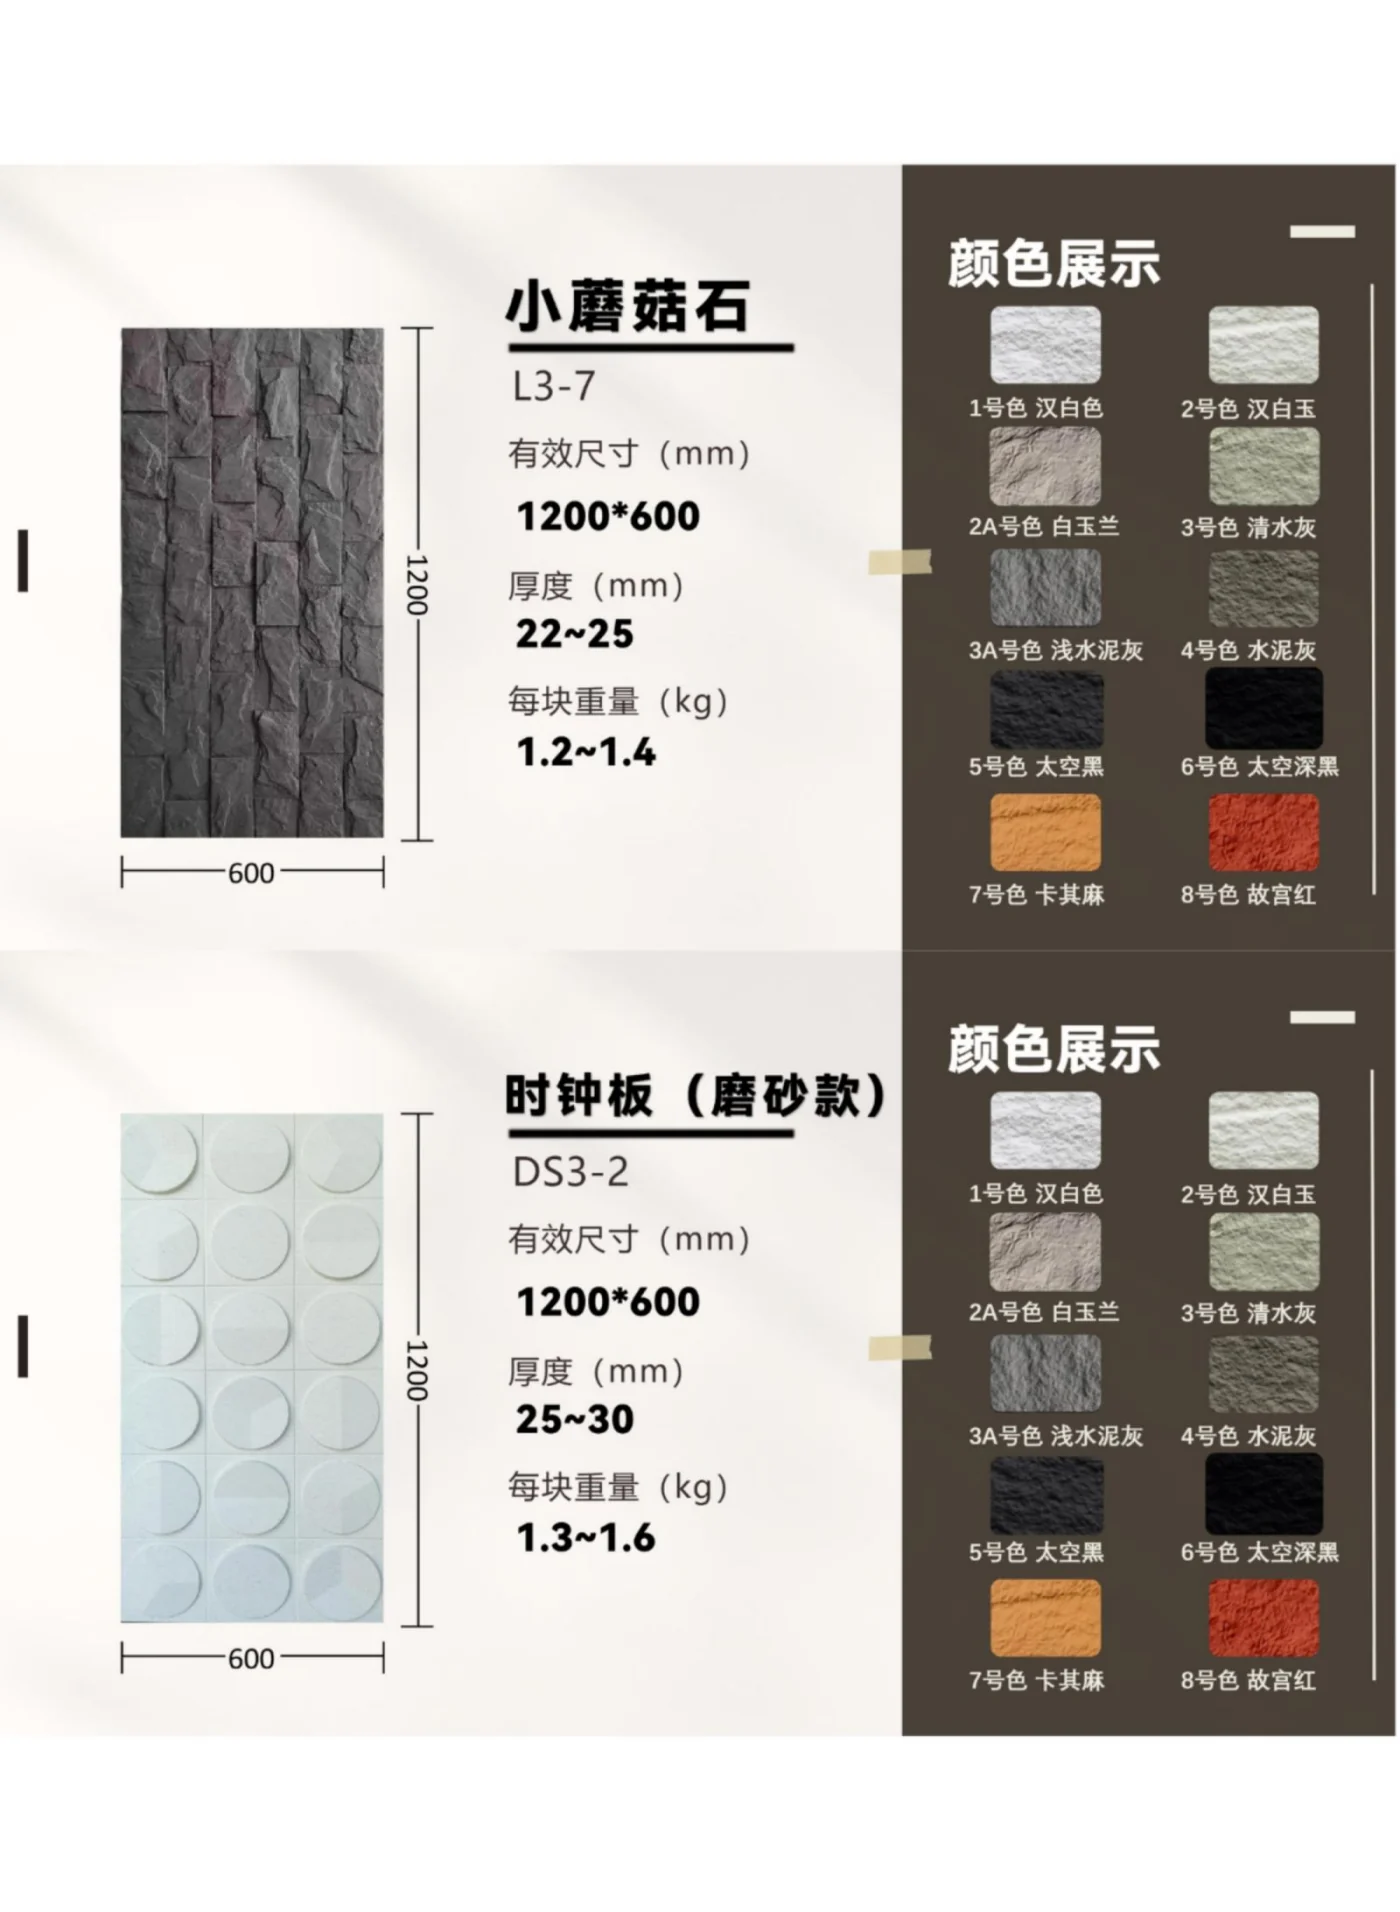 小蘑菇石
L3-7
有效尺寸（mm）
1200*600
厚度（mm）
22~25
每块重量（kg）
1.2~1.4
1200
600
颜色展示
1号色 汉白色
2号色 汉白玉
2A号色 白玉兰
3号色 清水灰
3A号色 浅水泥灰
4号色 水泥灰
5号色 太空黑
6号色 太空深黑
7号色 卡其麻
8号色 故宫红
时钟板（磨砂款）
DS3-2
有效尺寸（mm）
1200*600
厚度（mm）
25~30
每块重量（kg）
1.3~1.6
1200
600
颜色展示
1号色 汉白色
2号色 汉白玉
2A号色 白玉兰
3号色 清水灰
3A号色 浅水泥灰
4号色 水泥灰
5号色 太空黑
6号色 太空深黑
7号色 卡其麻
8号色 故宫红